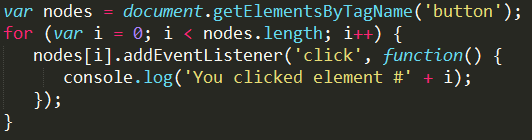 var nodes = document.getElementsByTagName('button');
for (var i = 0; i < nodes.length; i++) {
    nodes[i].addEventListener('click', function() {
        console.log('You clicked element #' + i);
    });
}